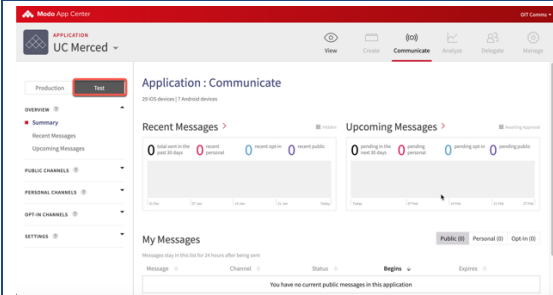 Modo App Center
OIT Comms
APPLICATION
UC Merced
View
Create
Communicate
Analyze
Delegate
Manage
Production
Test
OVERVIEW
Summary
Recent Messages
Upcoming Messages
PUBLIC CHANNELS
PERSONAL CHANNELS
OPT-IN CHANNELS
SETTINGS
Application : Communicate
20 iOS devices | 7 Android devices
Recent Messages >
0 total sent in the past 30 days
0 recent personal
0 recent opt-in
0 recent public
Today
Upcoming Messages >
Awaiting Approval
0 pending in the next 30 days
0 pending personal
0 pending opt-in
0 pending public
Today
My Messages
Public (0)
Personal (0)
Opt-In (0)
Messages stay in this list for 24 hours after being sent
Message
Channel
Status
Begins
Expires
You have no current public messages in this application